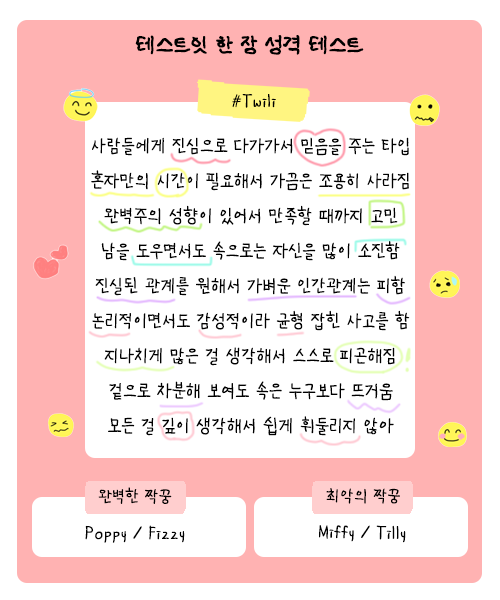 테스트잇 한 장 성격 테스트
#Twili
사람들에게 진심으로 다가가서 믿음을 주는 타입
혼자만의 시간이 필요해서 가끔은 조용히 사라짐
완벽주의 성향이 있어서 만족할 때까지 고민
남을 도우면서도 속으로는 자신을 많이 소진함
진실된 관계를 원해서 가벼운 인간관계는 피함
논리적이면서도 감성적이라 균형 잡힌 사고를 함
지나치게 많은 걸 생각해서 스스로 피곤해짐
겉으로 차분해 보여도 속은 누구보다 뜨거움
모든 걸 깊이 생각해서 쉽게 휘둘리지 않아
완벽한 짝꿍
Poppy / Fizzy
최악의 짝꿍
Miffy / Tilly